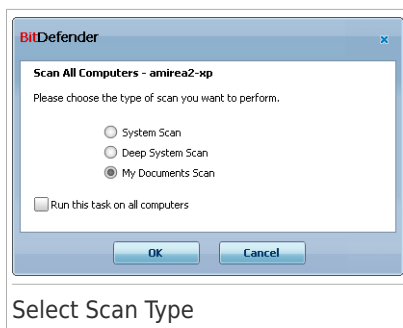 BitDefender
Scan All Computers - amirea2-xp
Please choose the type of scan you want to perform.
System Scan
Deep System Scan
My Documents Scan
Run this task on all computers
OK Cancel
Select Scan Type